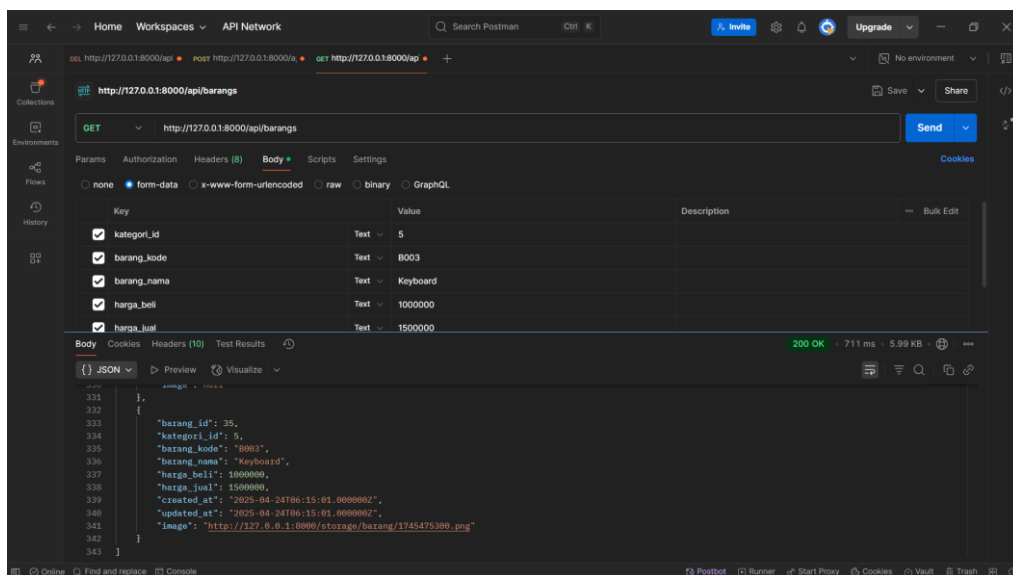 Home Workspaces API Network Search Postman Ctrl K Invite Upgrade
DEL http://127.0.0.1:8000/api POST http://127.0.0.1:8000/a, GET http://127.0.0.1:8000/ap No environment
HTTP http://127.0.0.1:8000/api/barangs Save Share
Collections
GET http://127.0.0.1:8000/api/barangs Send
Environments
Params Authorization Headers (8) Body Scripts Settings Cookies
Flows
none form-data x-www-form-urlencoded raw binary GraphQL
History
Key Value Description Bulk Edit
kategori_id Text 5
barang_kode Text B003
barang_nama Text Keyboard
harga_beli Text 1000000
harga_jual Text 1500000
Body Cookies Headers (10) Test Results 200 OK 711 ms 5.99 KB
{} JSON Preview Visualize
330 "image": null
331 },
332 {
333 "barang_id": 35,
334 "kategori_id": 5,
335 "barang_kode": "B003",
336 "barang_nama": "Keyboard",
337 "harga_beli": 1000000,
338 "harga_jual": 1500000,
339 "created_at": "2025-04-24T06:15:01.000000Z",
340 "updated_at": "2025-04-24T06:15:01.000000Z",
341 "image": "http://127.0.0.1:8000/storage/barang/1745475300.png"
342 }
343 ]
Online Find and replace Console Postbot Runner Start Proxy Cookies Vault Trash